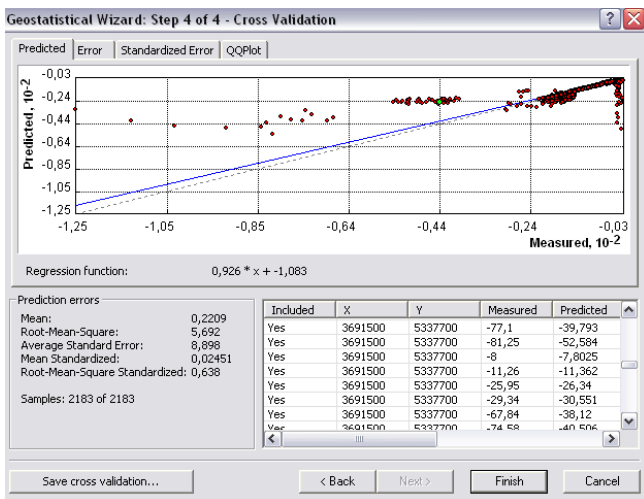 Geostatistical Wizard: Step 4 of 4 - Cross Validation
Predicted Error Standardized Error QQPlot
Predicted, 10-2
-0,03
-0,24
-0,44
-0,64
-0,85
-1,05
-1,25
-1,25 -1,05 -0,85 -0,64 -0,44 -0,24 -0,03
Measured, 10-2
Regression function: 0,926 * x + -1,083
Prediction errors
Mean: 0,2209
Root-Mean-Square: 5,692
Average Standard Error: 8,898
Mean Standardized: 0,02451
Root-Mean-Square Standardized: 0,638
Samples: 2183 of 2183
Included X Y Measured Predicted
Yes 3691500 5337700 -77,1 -39,793
Yes 3691500 5337700 -81,25 -52,584
Yes 3691500 5337700 -8 -7,8025
Yes 3691500 5337700 -11,26 -11,362
Yes 3691500 5337700 -25,95 -26,34
Yes 3691500 5337700 -29,34 -30,551
Yes 3691500 5337700 -67,84 -38,12
Yes 3691500 5337700 -74,58 -40,506
Save cross validation... < Back Next > Finish Cancel